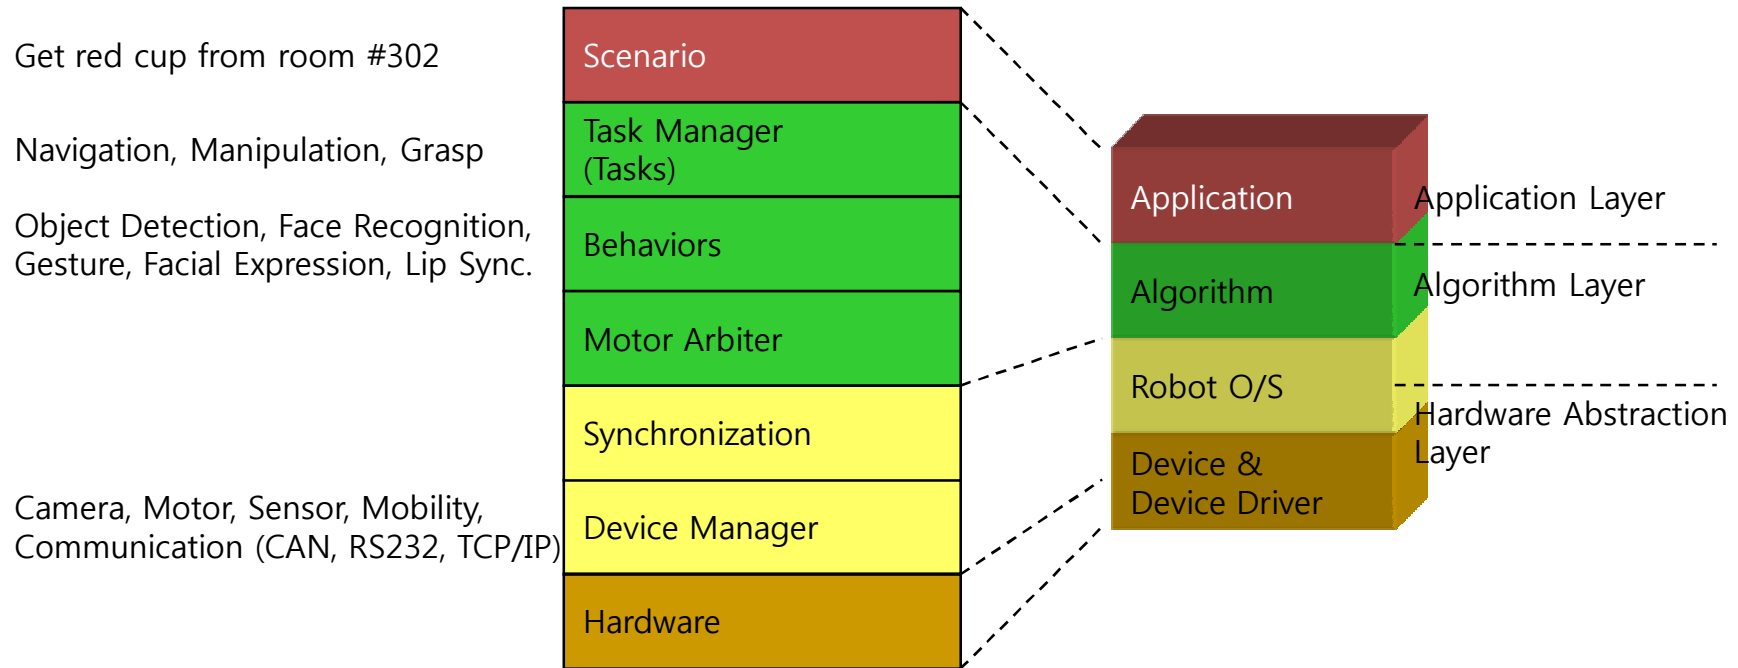 Get red cup from room #302
Scenario
Navigation, Manipulation, Grasp
Task Manager
(Tasks)
Object Detection, Face Recognition,
Gesture, Facial Expression, Lip Sync.
Behaviors
Motor Arbiter
Synchronization
Camera, Motor, Sensor, Mobility,
Communication (CAN, RS232, TCP/IP)
Device Manager
Hardware
Application
Application Layer
Algorithm
Algorithm Layer
Robot O/S
Hardware Abstraction
Layer
Device &
Device Driver